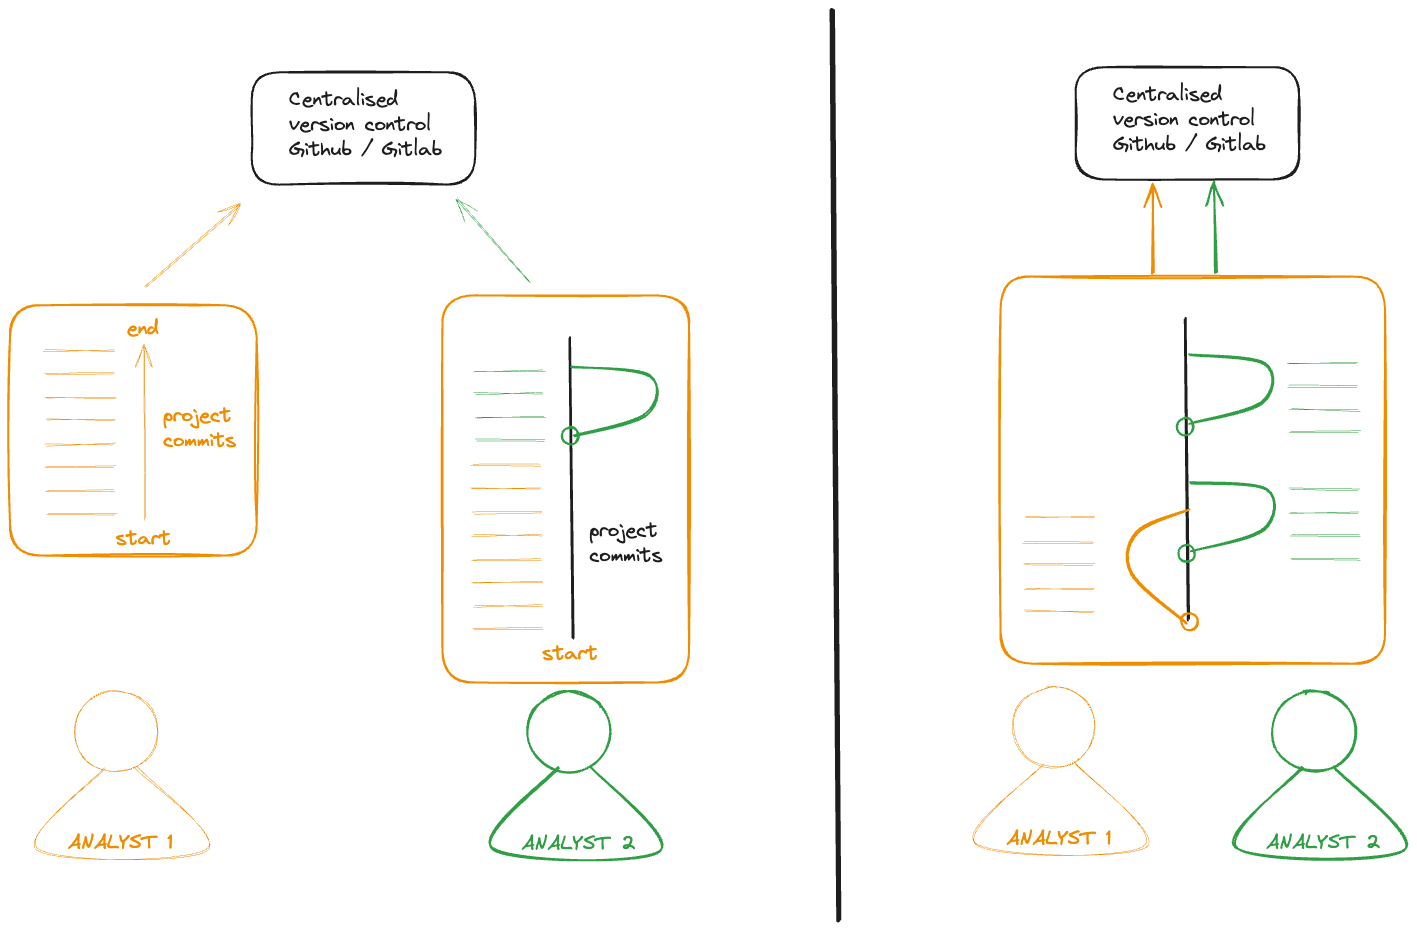 Centralised
version control
Github / Gitlab
end
project
commits
start
project
commits
start
ANALYST 1
ANALYST 2
Centralised
version control
Github / Gitlab
ANALYST 1
ANALYST 2